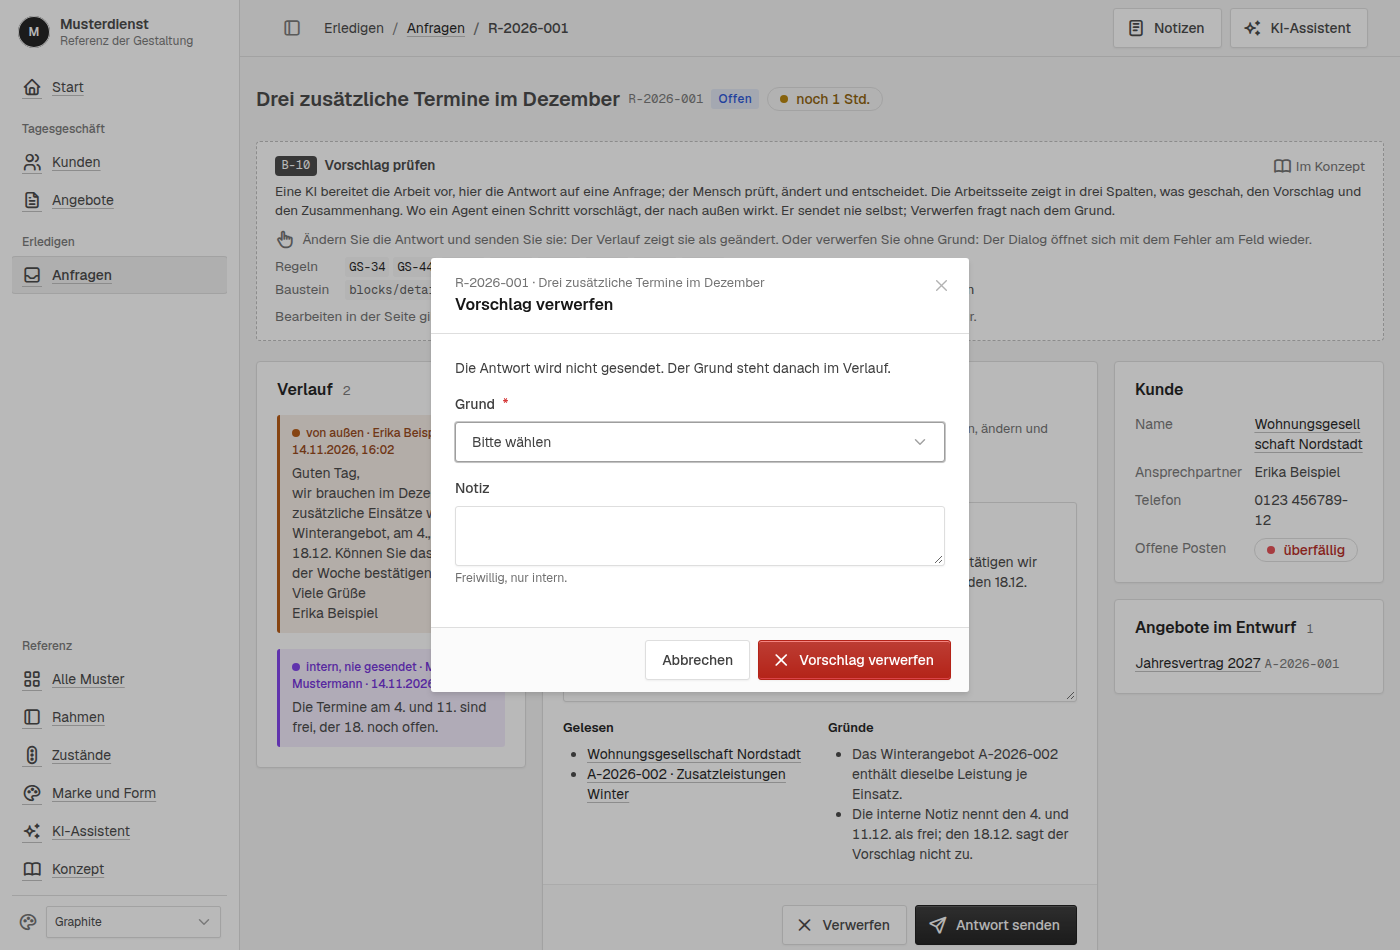 M
Musterdienst
Referenz der Gestaltung
Start
Tagesgeschäft
Kunden
Angebote
Erledigen
Anfragen
Referenz
Alle Muster
Rahmen
Zustände
Marke und Form
KI-Assistent
Konzept
Graphite
Erledigen / Anfragen / R-2026-001
Notizen
KI-Assistent
Drei zusätzliche Termine im Dezember R-2026-001 Offen noch 1 Std.
B-10 Vorschlag prüfen
Im Konzept
Eine KI bereitet die Arbeit vor, hier die Antwort auf eine Anfrage; der Mensch prüft, ändert und entscheidet. Die Arbeitsseite zeigt in drei Spalten, was geschah, den Vorschlag und
den Zusammenhang. Wo ein Agent einen Schritt vorschlägt, der nach außen wirkt. Er sendet nie selbst; Verwerfen fragt nach dem Grund.
Ändern Sie die Antwort und senden Sie sie: Der Verlauf zeigt sie als geändert. Oder verwerfen Sie ohne Grund: Der Dialog öffnet sich mit dem Fehler am Feld wieder.
Regeln GS-34 GS-44
Baustein
Bearbeiten in der Seite
R-2026-001 · Drei zusätzliche Termine im Dezember
Vorschlag verwerfen
Die Antwort wird nicht gesendet. Der Grund steht danach im Verlauf.
Grund *
Bitte wählen
Notiz
Freiwillig, nur intern.
Abbrechen
Vorschlag verwerfen
Verlauf 2
von außen · Erika
14.11.2026, 16:02
Guten Tag,
wir brauchen im
zusätzliche Einsätze
Winterangebot, am 4.,
18.12. Können Sie das
der Woche bestätigen
Viele Grüße
Erika Beispiel
intern, nie gesendet ·
Mustermann · 14.11.2026
Die Termine am 4. und 11. sind
frei, der 18. noch offen.
ändern und
wir
den 18.12.
Gelesen
Wohnungsgesellschaft Nordstadt
A-2026-002 · Zusatzleistungen
Winter
Gründe
Das Winterangebot A-2026-002
enthält dieselbe Leistung je
Einsatz.
Die interne Notiz nennt den 4. und
11.12. als frei; den 18.12. sagt der
Vorschlag nicht zu.
Verwerfen
Antwort senden
Kunde
Name Wohnungsgesell
schaft Nordstadt
Ansprechpartner Erika Beispiel
Telefon 0123 456789-
12
Offene Posten überfällig
Angebote im Entwurf 1
Jahresvertrag 2027 A-2026-001